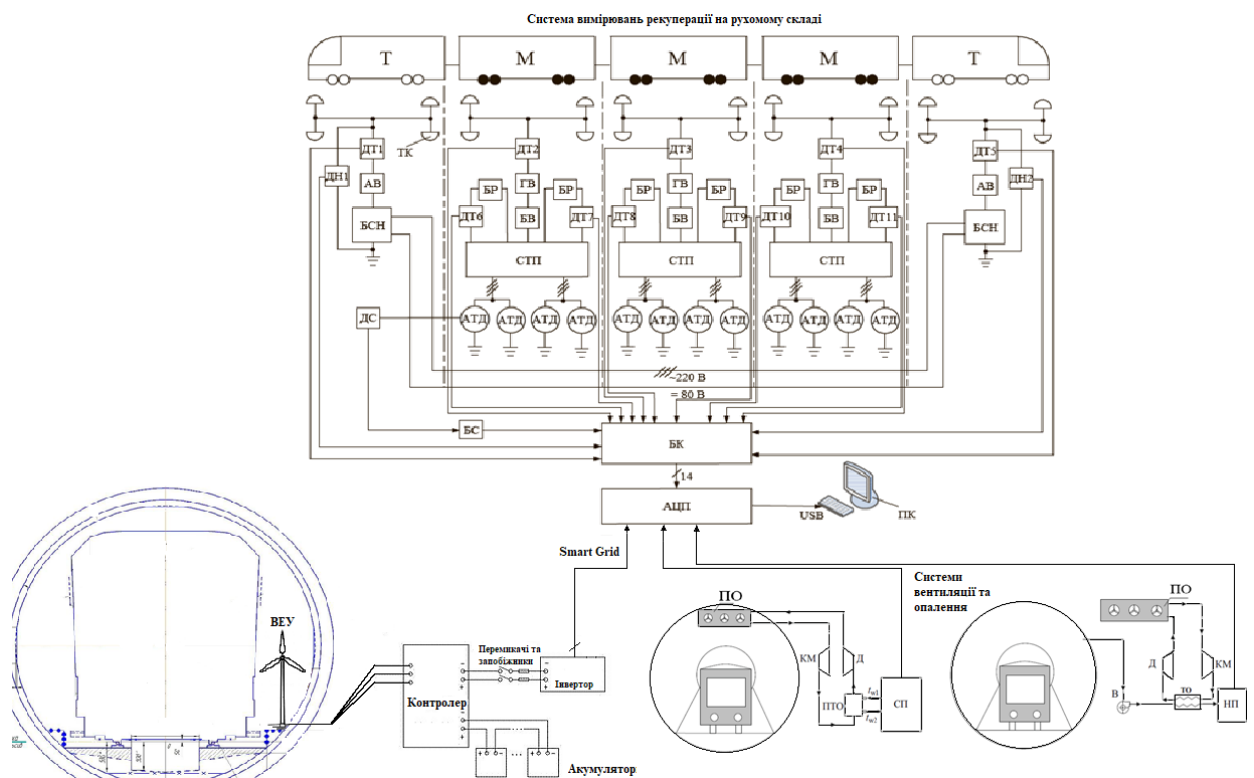 Система вимірювань рекуперації на рухомому складі
Т М М М Т
ТК
ДТ1 ДТ2 ДТ3 ДТ4 ДТ5
ДН1 АВ ГВ ГВ ГВ АВ ДН2
БР БР БР БР БР БР
ДТ6 БВ ДТ7 ДТ8 БВ ДТ9 ДТ10 БВ ДТ11
БСН БСН
СТП СТП СТП
ДС АТД АТД АТД АТД АТД АТД АТД АТД АТД АТД АТД АТД
~220 В
= 80 В
БС БК
14
АЦП
USB ПК
Smart Grid
Системи
вентиляції та
опалення
ПО ПО
ВЕУ
Перемикачі та
запобіжники
КМ Д Д КМ
Контролер
Інвертор
ПТО tw1 СП
tw2
В ТО НП
Акумулятор